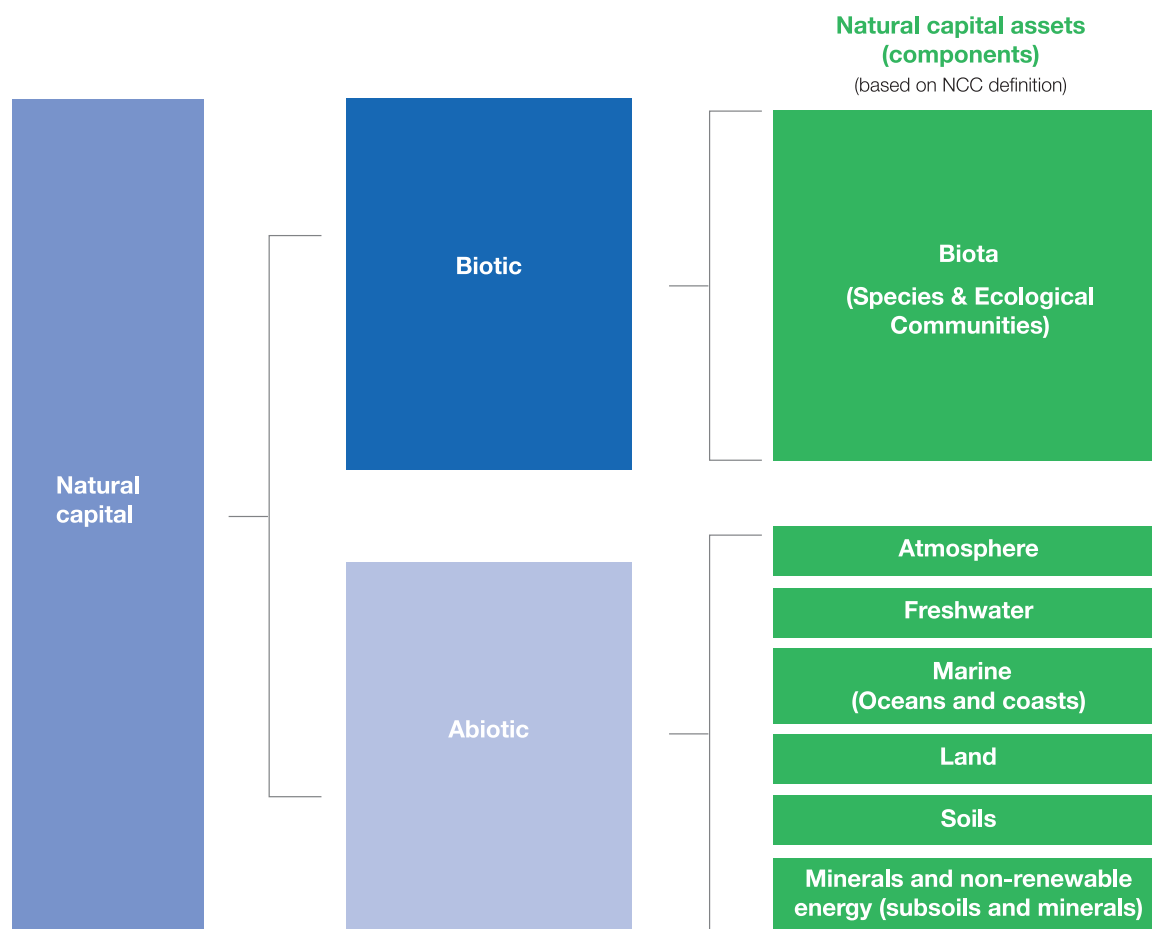 Natural capital assets
(components)
(based on NCC definition)
Natural
capital
Biotic
Biota
(Species & Ecological
Communities)
Abiotic
Atmosphere
Freshwater
Marine
(Oceans and coasts)
Land
Soils
Minerals and non-renewable
energy (subsoils and minerals)